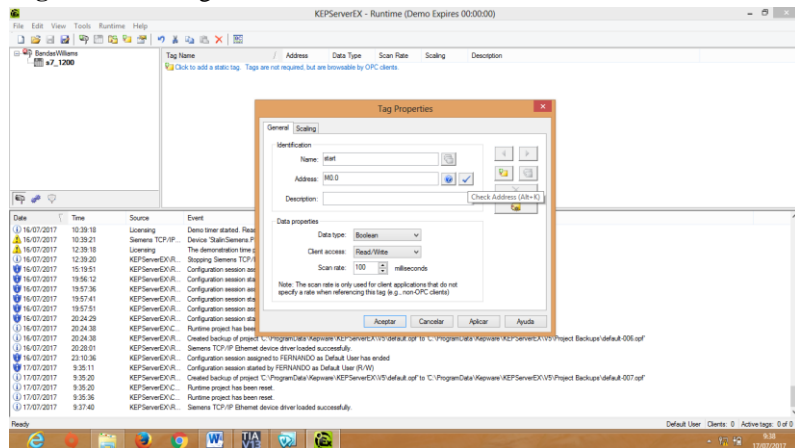 KEPServerEX - Runtime (Demo Expires 00:00:00)
File Edit View Tools Runtime Help
BandasWilliams
s7_1200
Tag Name / Address Data Type Scan Rate Scaling Description
Click to add a static tag. Tags are not required, but are browsable by OPC clients.
Tag Properties
General Scaling
Identification
Name: start
Address: M0.0
Check Address (Alt+K)
Description:
Data properties
Data type: Boolean
Client access: Read/Write
Scan rate: 100 milliseconds
Note: The scan rate is only used for client applications that do not
specify a rate when referencing this tag (e.g., non-OPC clients)
Aceptar Cancelar Aplicar Ayuda
Date Time Source Event
16/07/2017 10:39:18 Licensing Demo timer started.
16/07/2017 10:39:21 Siemens TCP/IP... Device 'StalinSiemens.P
16/07/2017 12:39:18 Licensing The demonstration time p
16/07/2017 12:39:20 KEPServerEX\R... Stopping Siemens TCP/I
16/07/2017 15:19:51 KEPServerEX\R... Configuration session ass
16/07/2017 19:56:12 KEPServerEX\R... Configuration session sta
16/07/2017 19:57:36 KEPServerEX\R... Configuration session ass
16/07/2017 19:57:41 KEPServerEX\R... Configuration session sta
16/07/2017 19:57:51 KEPServerEX\R... Configuration session ass
16/07/2017 20:24:29 KEPServerEX\R... Configuration session sta
16/07/2017 20:24:38 KEPServerEX\C... Runtime project has bee
16/07/2017 20:24:38 KEPServerEX\R... Created backup of project 'C:\ProgramData\Kepware\KEPServerEX\V5\default.opf' to 'C:\ProgramData\Kepware\KEPServerEX\V5\Project Backups\default-006.opf'
16/07/2017 20:28:01 KEPServerEX\R... Siemens TCP/IP Ethernet device driver loaded successfully.
16/07/2017 23:10:36 KEPServerEX\R... Configuration session assigned to FERNANDO as Default User has ended
17/07/2017 9:35:11 KEPServerEX\R... Configuration session started by FERNANDO as Default User (R/W)
17/07/2017 9:35:20 KEPServerEX\R... Created backup of project 'C:\ProgramData\Kepware\KEPServerEX\V5\default.opf' to 'C:\ProgramData\Kepware\KEPServerEX\V5\Project Backups\default-007.opf'
17/07/2017 9:35:20 KEPServerEX\C... Runtime project has been reset.
17/07/2017 9:35:36 KEPServerEX\C... Runtime project has been reset.
17/07/2017 9:37:40 KEPServerEX\R... Siemens TCP/IP Ethernet device driver loaded successfully.
Ready Default User Clients: 0 Active tags: 0 of 0
9:38
17/07/2017